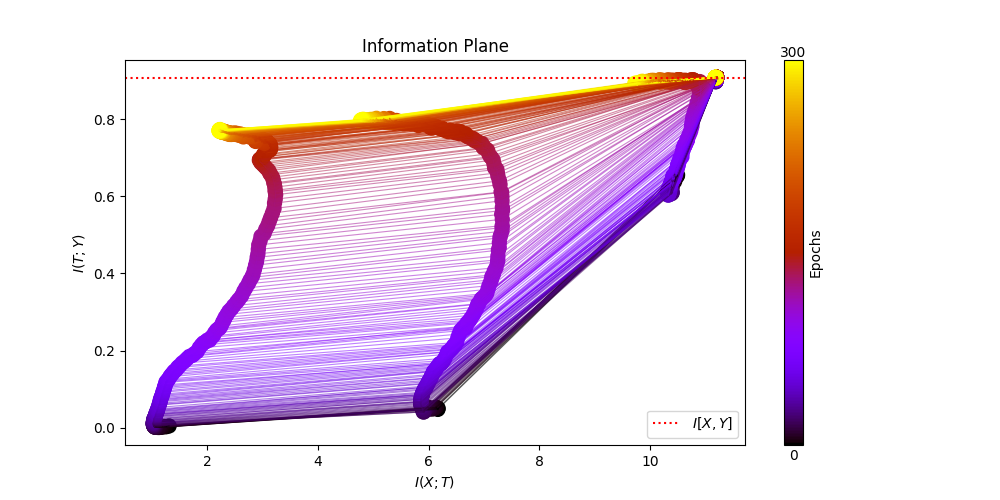 Information Plane
300
0.8
0.6
0.4
0.2
0.0
I(T; Y)
2
4
6
8
10
I(X; T)
I[X, Y]
Epochs
0